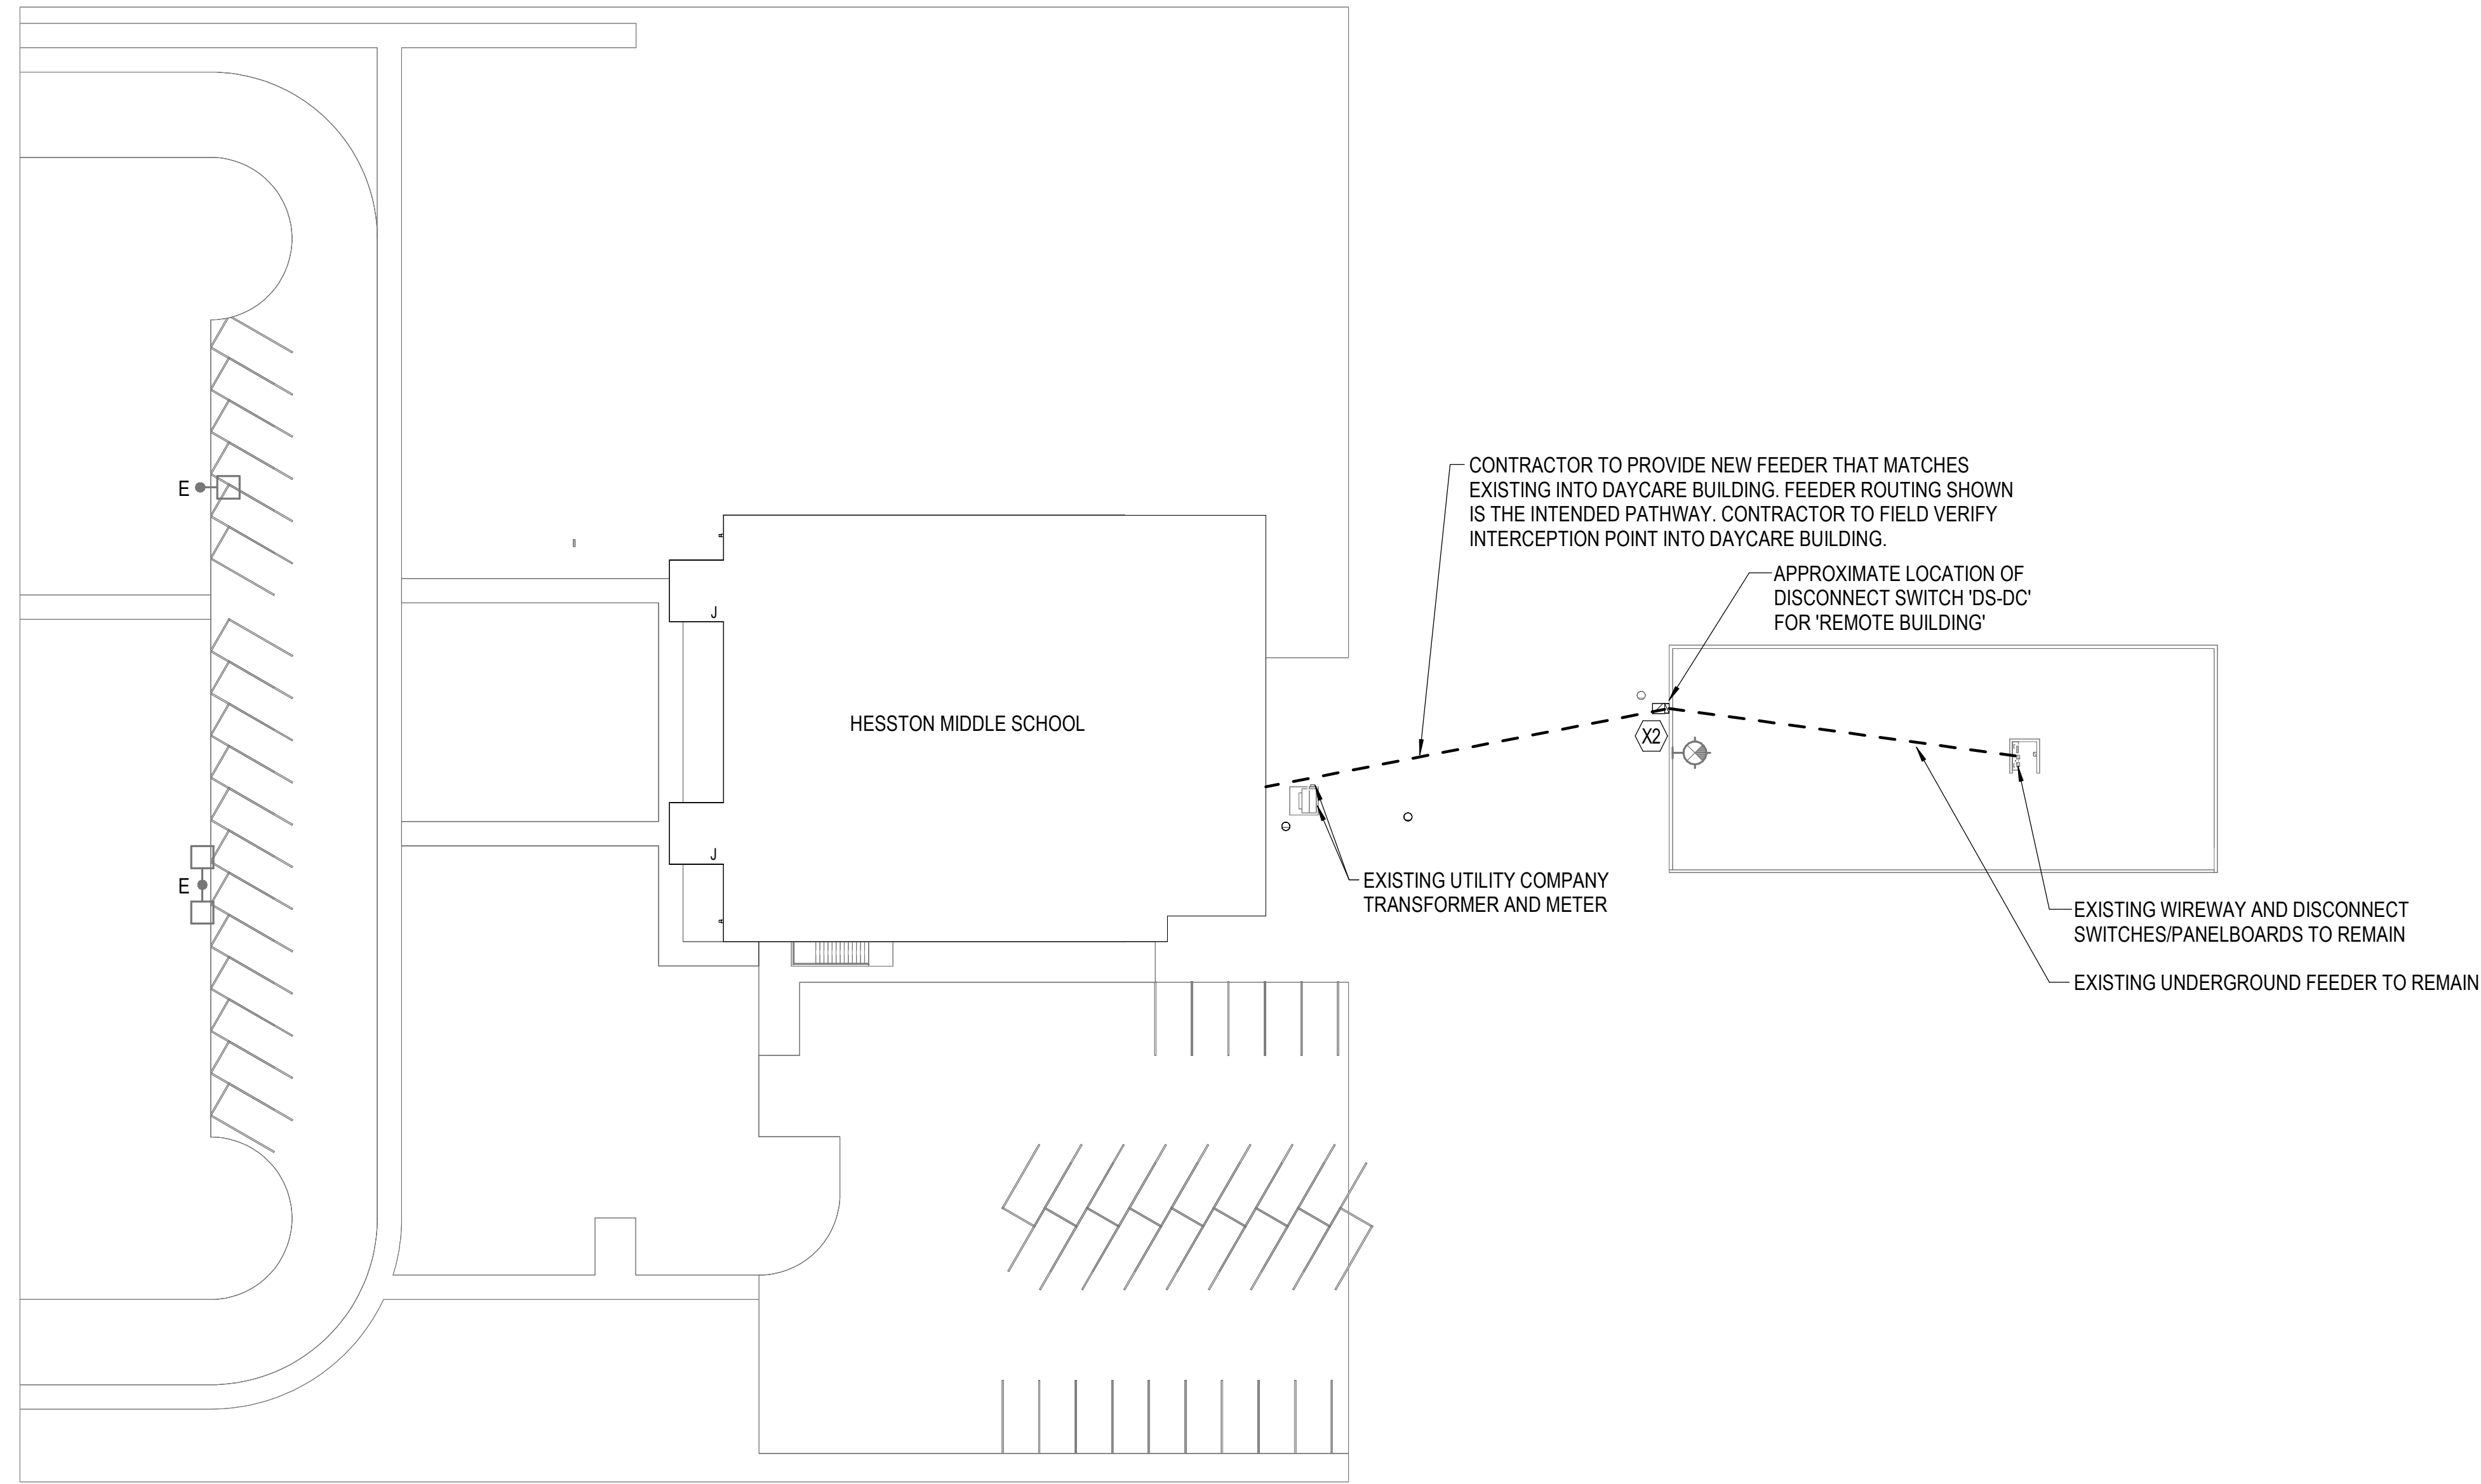 CONTRACTOR TO PROVIDE NEW FEEDER THAT MATCHES
EXISTING INTO DAYCARE BUILDING. FEEDER ROUTING SHOWN
IS THE INTENDED PATHWAY. CONTRACTOR TO FIELD VERIFY
INTERCEPTION POINT INTO DAYCARE BUILDING.
E
APPROXIMATE LOCATION OF
DISCONNECT SWITCH 'DS-DC'
FOR 'REMOTE BUILDING'
J
HESSTON MIDDLE SCHOOL
X2
J
E
EXISTING UTILITY COMPANY
TRANSFORMER AND METER
EXISTING WIREWAY AND DISCONNECT
SWITCHES/PANELBOARDS TO REMAIN
EXISTING UNDERGROUND FEEDER TO REMAIN